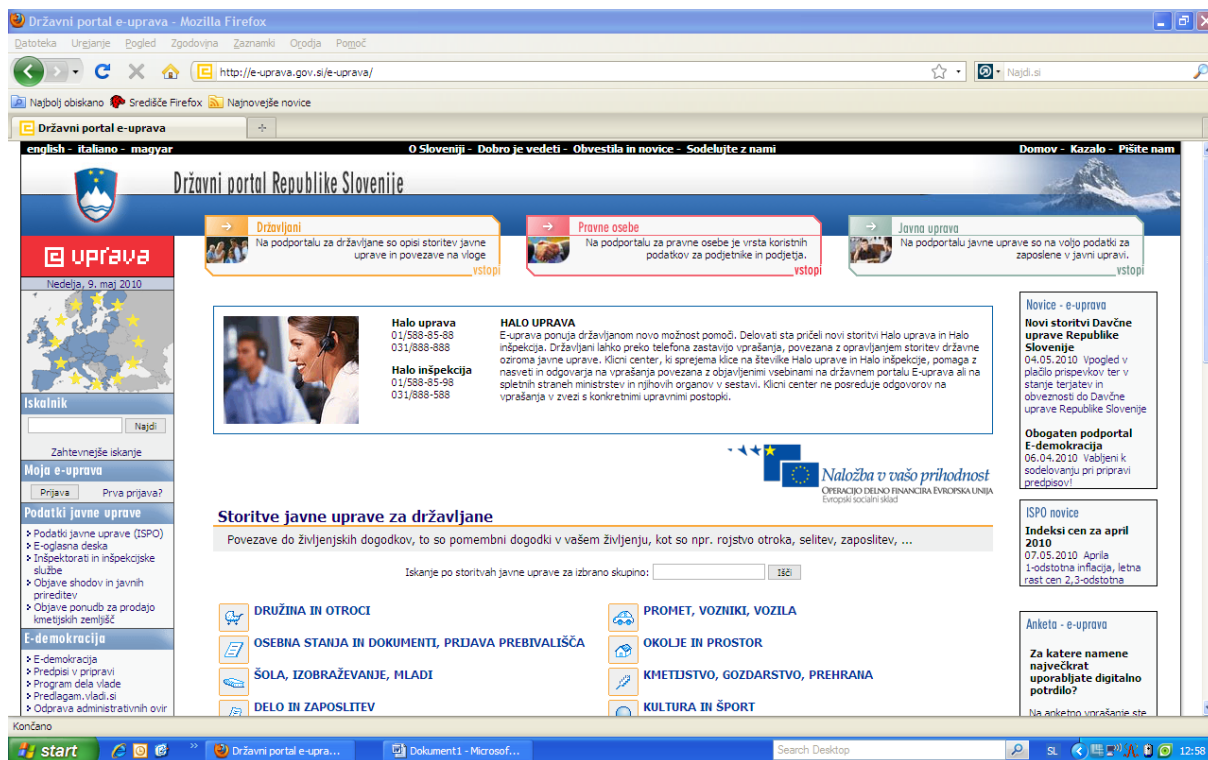 Državni portal e-uprava - Mozilla Firefox
Datoteka Urejanje Pogled Zgodovina Zaznamki Orodja Pomoč
http://e-uprava.gov.si/e-uprava/
Najdi.si
Najbolj obiskano Središče Firefox Najnovejše novice
Državni portal e-uprava
english - italiano - magyar
O Sloveniji - Dobro je vedeti - Obvestila in novice - Sodelujte z nami
Domov - Kazalo - Pišite nam
Državni portal Republike Slovenije
Državljani
Na podportalu za državljane so opisi storitev javne
uprave in povezave na vloge
vstopi
Pravne osebe
Na podportalu za pravne osebe je vrsta koristnih
podatkov za podjetnike in podjetja.
vstopi
Javna uprava
Na podportalu javne uprave so na voljo podatki za
zaposlene v javni upravi.
vstopi
e uprava
Nedelja, 9. maj 2010
Iskalnik
Najdi
Zahtevnejše iskanje
Moja e-uprava
Prijava Prva prijava?
Podatki javne uprave
Podatki javne uprave (ISPO)
E-oglasna deska
Inšpektorati in inšpekcijske
službe
Objave shodov in javnih
prireditev
Objave ponudb za prodajo
kmetijskih zemljišč
E-demokracija
E-demokracija
Predpisi v pripravi
Program dela vlade
Predlagam.vladi.si
Odprava administrativnih ovir
Halo uprava
01/588-85-88
031/888-888
Halo inšpekcija
01/588-85-98
031/888-588
HALO UPRAVA
E-uprava ponuja državljanom novo možnost pomoči. Delovati sta pričeli novi storitvi Halo uprava in Halo
inšpekcija. Državljani lahko preko telefona zastavijo vprašanja, povezana z opravljanjem storitev državne
oziroma javne uprave. Klicni center, ki sprejema klice na številke Halo uprave in Halo inšpekcije, pomaga z
nasveti in odgovarja na vprašanja povezana z objavljenimi vsebinami na državnem portalu E-uprava ali na
spletnih straneh ministrstev in njihovih organov v sestavi. Klicni center ne posreduje odgovorov na
vprašanja v zvezi s konkretnimi upravnimi postopki.
Naložba v vašo prihodnost
OPERACIJO DELNO FINANCIRA EVROPSKA UNIJA
Evropski socialni sklad
Storitve javne uprave za državljane
Povezave do življenjskih dogodkov, to so pomembni dogodki v vašem življenju, kot so npr. rojstvo otroka, selitev, zaposlitev, ...
Iskanje po storitvah javne uprave za izbrano skupino:
Išči
DRUŽINA IN OTROCI
PROMET, VOZNIKI, VOZILA
OSEBNA STANJA IN DOKUMENTI, PRIJAVA PREBIVALIŠČA
OKOLJE IN PROSTOR
ŠOLA, IZOBRAŽEVANJE, MLADI
KMETIJSTVO, GOZDARSTVO, PREHRANA
DELO IN ZAPOSLITEV
KULTURA IN ŠPORT
Novice - e-uprava
Novi storitvi Davčne
uprave Republike
Slovenije
04.05.2010 Vpogled v
plačilo prispevkov ter v
stanje terjatev in
obveznosti do Davčne
uprave Republike Slovenije
Obogaten podportal
E-demokracija
06.04.2010 Vabljeni k
sodelovanju pri pripravi
predpisov!
ISPO novice
Indeksi cen za april
2010
07.05.2010 Aprila
1-odstotna inflacija, letna
rast cen 2,3-odstotna
Anketa - e-uprava
Za katere namene
največkrat
uporabljate digitalno
potrdilo?
Na anketno vprašanje ste
Končano
start
Državni portal e-upra...
Dokument1 - Microsof...
Search Desktop
SL
12:58